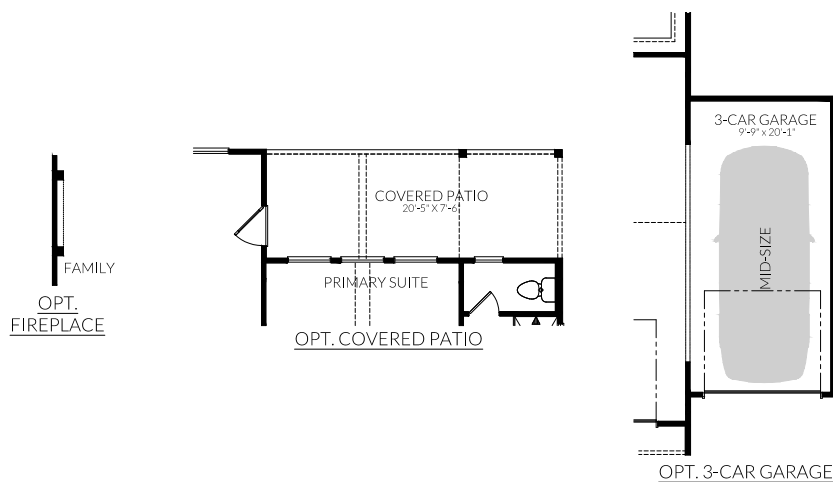 FAMILY
OPT.
FIREPLACE
COVERED PATIO
20'-5" X 7'-6
PRIMARY SUITE
OPT. COVERED PATIO
3-CAR GARAGE
9'-9" x 20'-1"
MID-SIZE
OPT. 3-CAR GARAGE